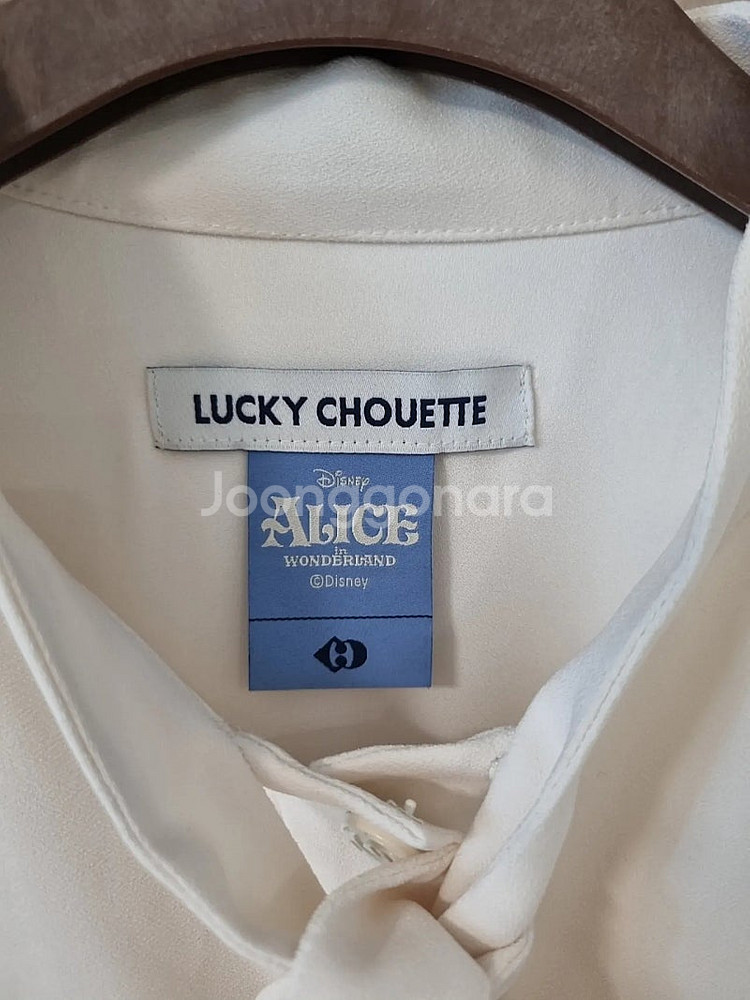 LUCKY CHOUETTE
Disney
Joonggonara
ALICE
in
WONDERLAND
©Disney